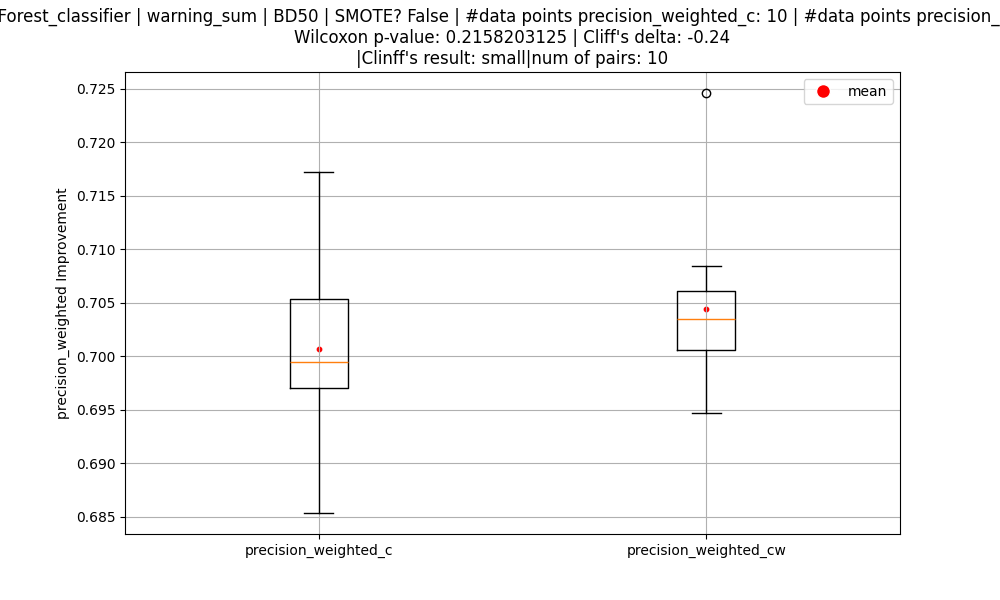 Forest_classifier | warning_sum | BD50 | SMOTE? False | #data points precision_weighted_c: 10 | #data points precision_
Wilcoxon p-value: 0.2158203125 | Cliff's delta: -0.24
|Clinff's result: small|num of pairs: 10
mean
0.725
0.720
0.715
0.710
0.705
0.700
0.695
0.690
0.685
precision_weighted Improvement
precision_weighted_c
precision_weighted_cw